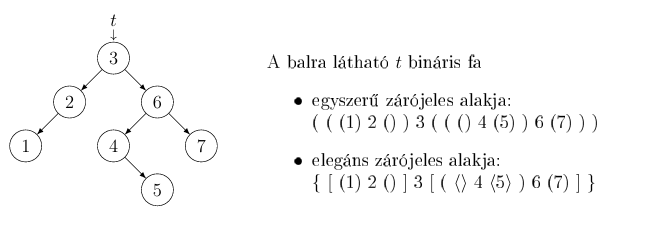 t
3
2 6
1 4 7
5
A balra látható t bináris fa
• egyszerű zárójeles alakja:
( ( (1) 2 () ) 3 ( ( () 4 (5) ) 6 (7) ) )
• elegáns zárójeles alakja:
{ [ (1) 2 () ] 3 [ ( ⟨⟩ 4 ⟨5⟩ ) 6 (7) ] }